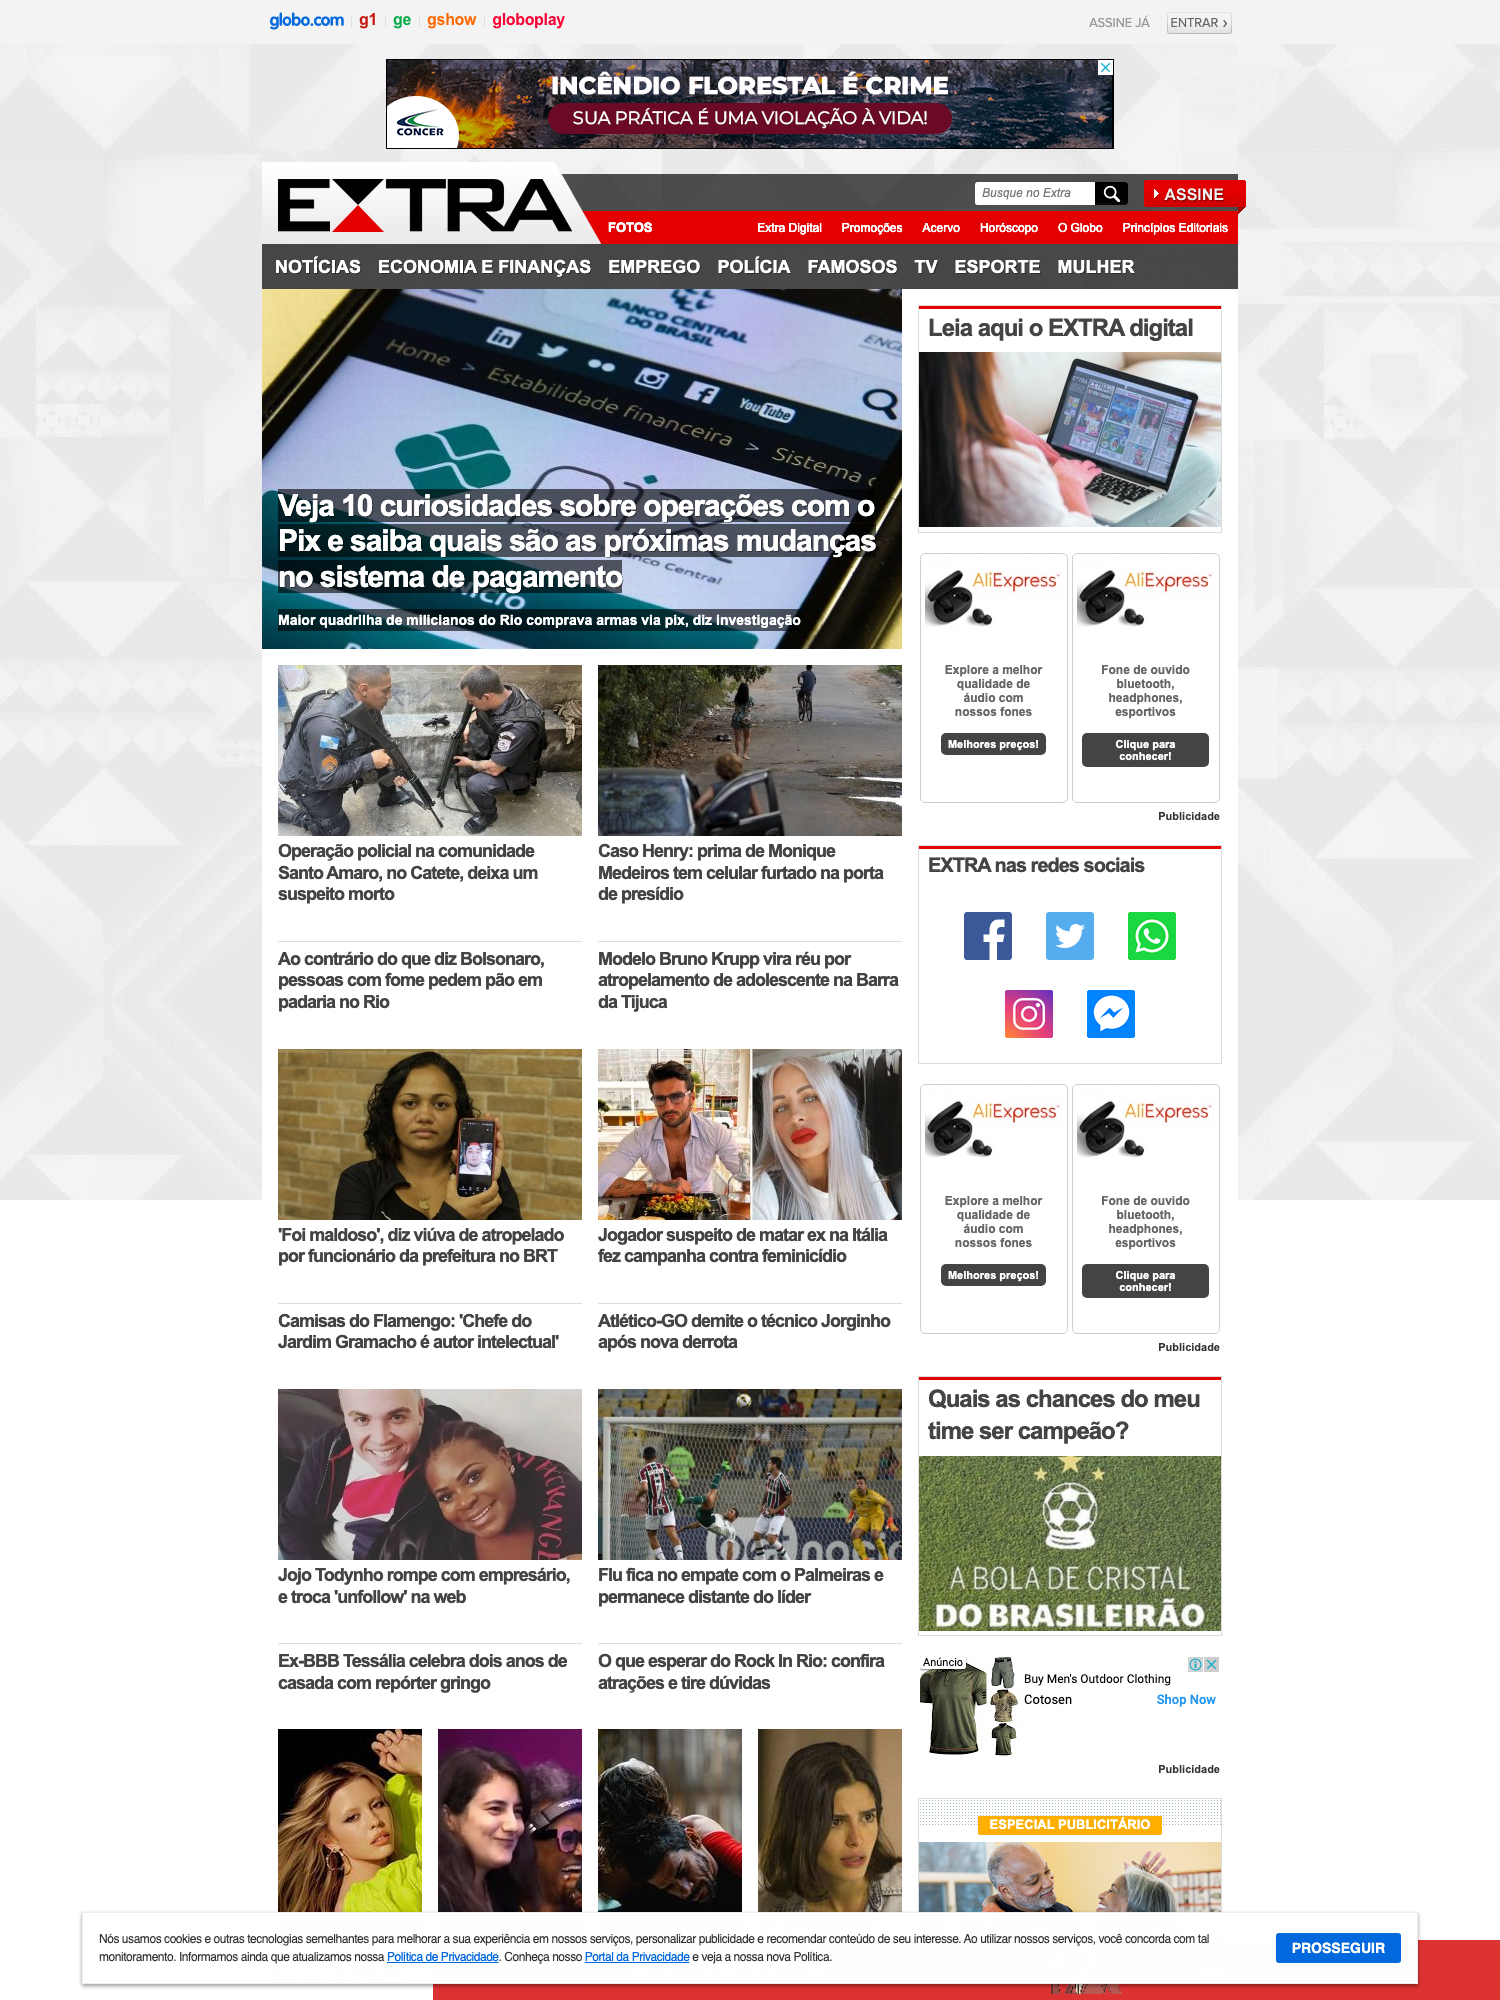 globo.com g1 ge gshow globoplay
ASSINE JÁ ENTRAR ›
INCÊNDIO FLORESTAL É CRIME
SUA PRÁTICA É UMA VIOLAÇÃO À VIDA!
CONCER
EXTRA
Busque no Extra
ASSINE
FOTOS
Extra Digital Promoções Acervo Horóscopo O Globo Princípios Editoriais
NOTÍCIAS ECONOMIA E FINANÇAS EMPREGO POLÍCIA FAMOSOS TV ESPORTE MULHER
BANCO CENTRAL
DO BRASIL
Home > Estabilidade financeira > Sistema
YouTube
Veja 10 curiosidades sobre operações com o
Pix e saiba quais são as próximas mudanças
no sistema de pagamento
Banco Central
Maior quadrilha de milicianos do Rio comprava armas via pix, diz investigação
Operação policial na comunidade
Santo Amaro, no Catete, deixa um
suspeito morto
Caso Henry: prima de Monique
Medeiros tem celular furtado na porta
de presídio
Ao contrário do que diz Bolsonaro,
pessoas com fome pedem pão em
padaria no Rio
Modelo Bruno Krupp vira réu por
atropelamento de adolescente na Barra
da Tijuca
'Foi maldoso', diz viúva de atropelado
por funcionário da prefeitura no BRT
Jogador suspeito de matar ex na Itália
fez campanha contra feminicídio
Camisas do Flamengo: 'Chefe do
Jardim Gramacho é autor intelectual'
Atlético-GO demite o técnico Jorginho
após nova derrota
Jojo Todynho rompe com empresário,
e troca 'unfollow' na web
Flu fica no empate com o Palmeiras e
permanece distante do líder
Ex-BBB Tessália celebra dois anos de
casada com repórter gringo
O que esperar do Rock In Rio: confira
atrações e tire dúvidas
Leia aqui o EXTRA digital
AliExpress
Explore a melhor
qualidade de
áudio com
nossos fones
Melhores preços!
AliExpress
Fone de ouvido
bluetooth,
headphones,
esportivos
Clique para
conhecer!
Publicidade
EXTRA nas redes sociais
AliExpress
Explore a melhor
qualidade de
áudio com
nossos fones
Melhores preços!
AliExpress
Fone de ouvido
bluetooth,
headphones,
esportivos
Clique para
conhecer!
Publicidade
Quais as chances do meu
time ser campeão?
A BOLA DE CRISTAL
DO BRASILEIRÃO
Anúncio
Buy Men's Outdoor Clothing
Cotosen Shop Now
Publicidade
ESPECIAL PUBLICITÁRIO
Nós usamos cookies e outras tecnologias semelhantes para melhorar a sua experiência em nossos serviços, personalizar publicidade e recomendar conteúdo de seu interesse. Ao utilizar nossos serviços, você concorda com tal
monitoramento. Informamos ainda que atualizamos nossa Política de Privacidade. Conheça nosso Portal da Privacidade e veja a nossa nova Política.
PROSSEGUIR